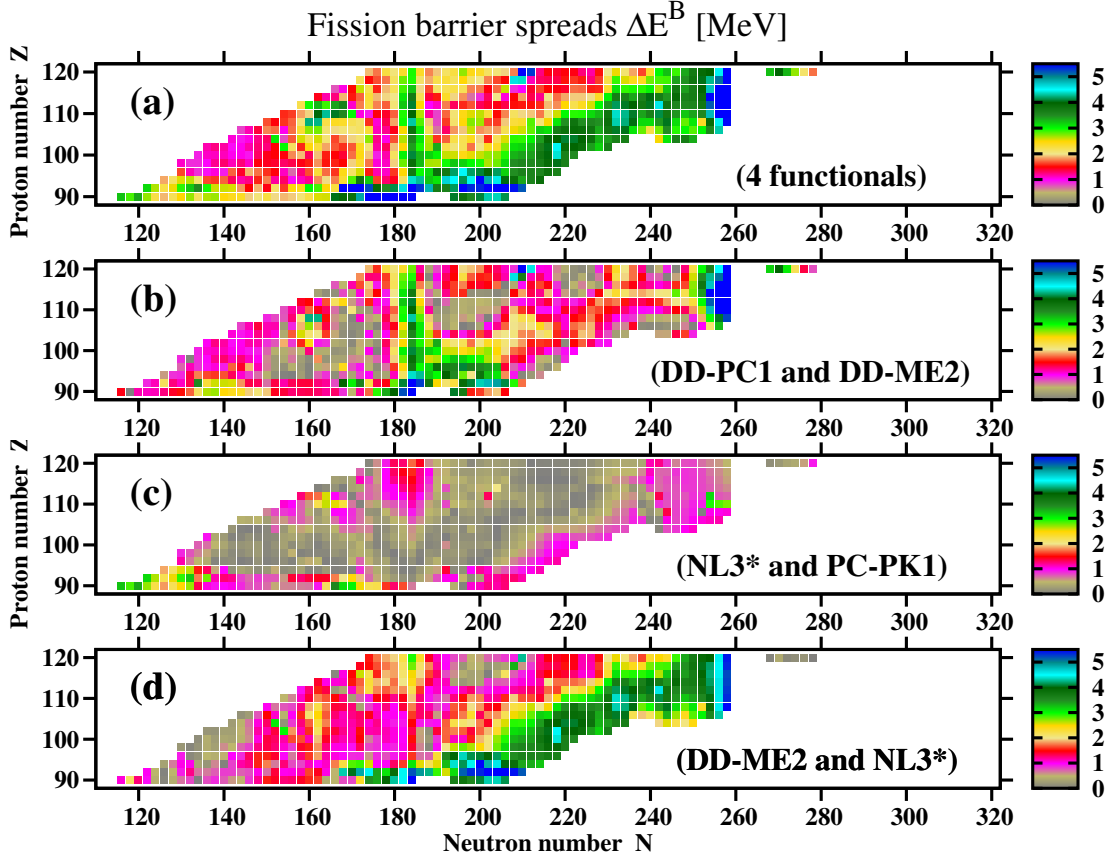 Fission barrier spreads ΔE^B [MeV]
Proton number Z
120
110
100
90
(a)
(4 functionals)
5
4
3
2
1
0
120 140 160 180 200 220 240 260 280 300 320
120
110
100
90
(b)
(DD-PC1 and DD-ME2)
5
4
3
2
1
0
120 140 160 180 200 220 240 260 280 300 320
Proton number Z
120
110
100
90
(c)
(NL3* and PC-PK1)
5
4
3
2
1
0
120 140 160 180 200 220 240 260 280 300 320
120
110
100
90
(d)
(DD-ME2 and NL3*)
5
4
3
2
1
0
120 140 160 180 200 220 240 260 280 300 320
Neutron number N